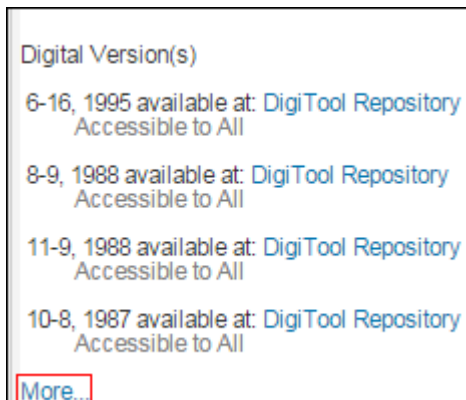 Digital Version(s)
6-16, 1995 available at: DigiTool Repository
Accessible to All
8-9, 1988 available at: DigiTool Repository
Accessible to All
11-9, 1988 available at: DigiTool Repository
Accessible to All
10-8, 1987 available at: DigiTool Repository
Accessible to All
More...